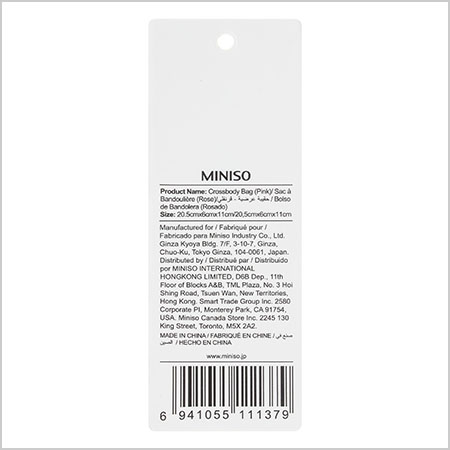 MINISO
Product Name: Crossbody Bag (Pink)/ Sac à
Bandoulière (Rose)/حقيبة عرضية - قرنفلي / Bolso
de Bandolera (Rosado)
Size: 20.5cmx6cmx11cm/20,5cmx6cmx11cm
Manufactured for / Fabriqué pour /
Fabricado para Miniso Industry Co., Ltd.
Ginza Kyoya Bldg. 7/F, 3-10-7, Ginza,
Chuo-Ku, Tokyo Ginza, 104-0061, Japan.
Distributed by / Distribué par / Distribuido
por MINISO INTERNATIONAL
HONGKONG LIMITED, D6B Dep., 11th
Floor of Blocks A&B, TML Plaza, No. 3 Hoi
Shing Road, Tsuen Wan, New Territories,
Hong Kong. Smart Trade Group Inc. 2580
Corporate Pl, Monterey Park, CA 91754,
USA. Miniso Canada Store Inc. 2245 130
King Street, Toronto, M5X 2A2.
MADE IN CHINA / FABRIQUÉ EN CHINE / صنع في
الصين / HECHO EN CHINA
www.miniso.jp
6 941055 111379